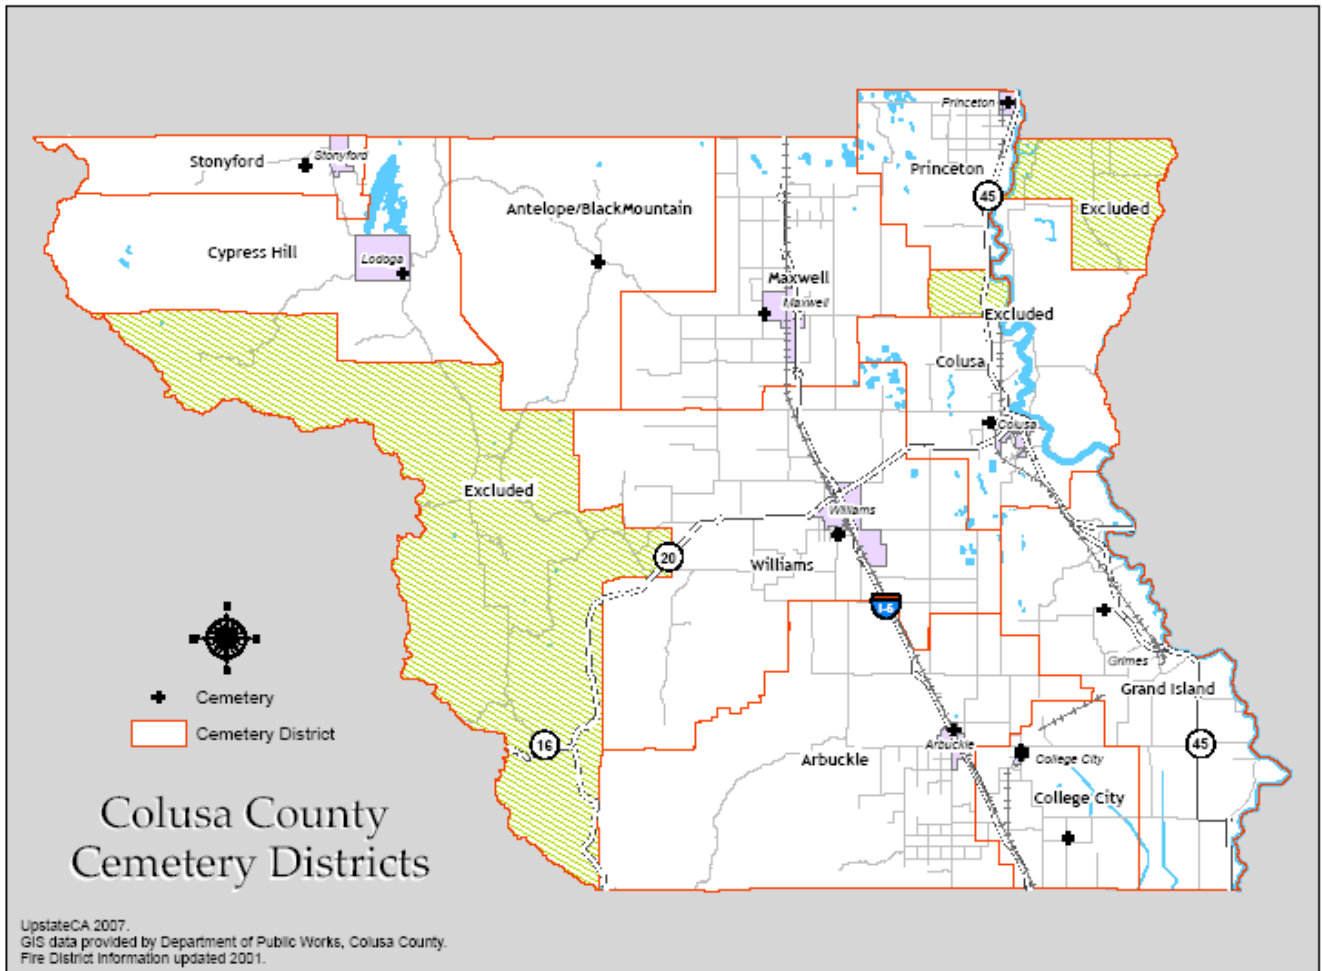 Princeton
Stonyford
Stonyford
Princeton
45
Antelope/BlackMountain
Excluded
Cypress Hill
Lodoga
Maxwell
Maxwell
Excluded
Colusa
Colusa
Excluded
Williams
20
Williams
I-5
Grimes
Grand Island
Cemetery
Cemetery District
16
Arbuckle
Arbuckle
College City
45
College City
Colusa County
Cemetery Districts
UpstateCA 2007.
GIS data provided by Department of Public Works, Colusa County.
Fire District information updated 2001.